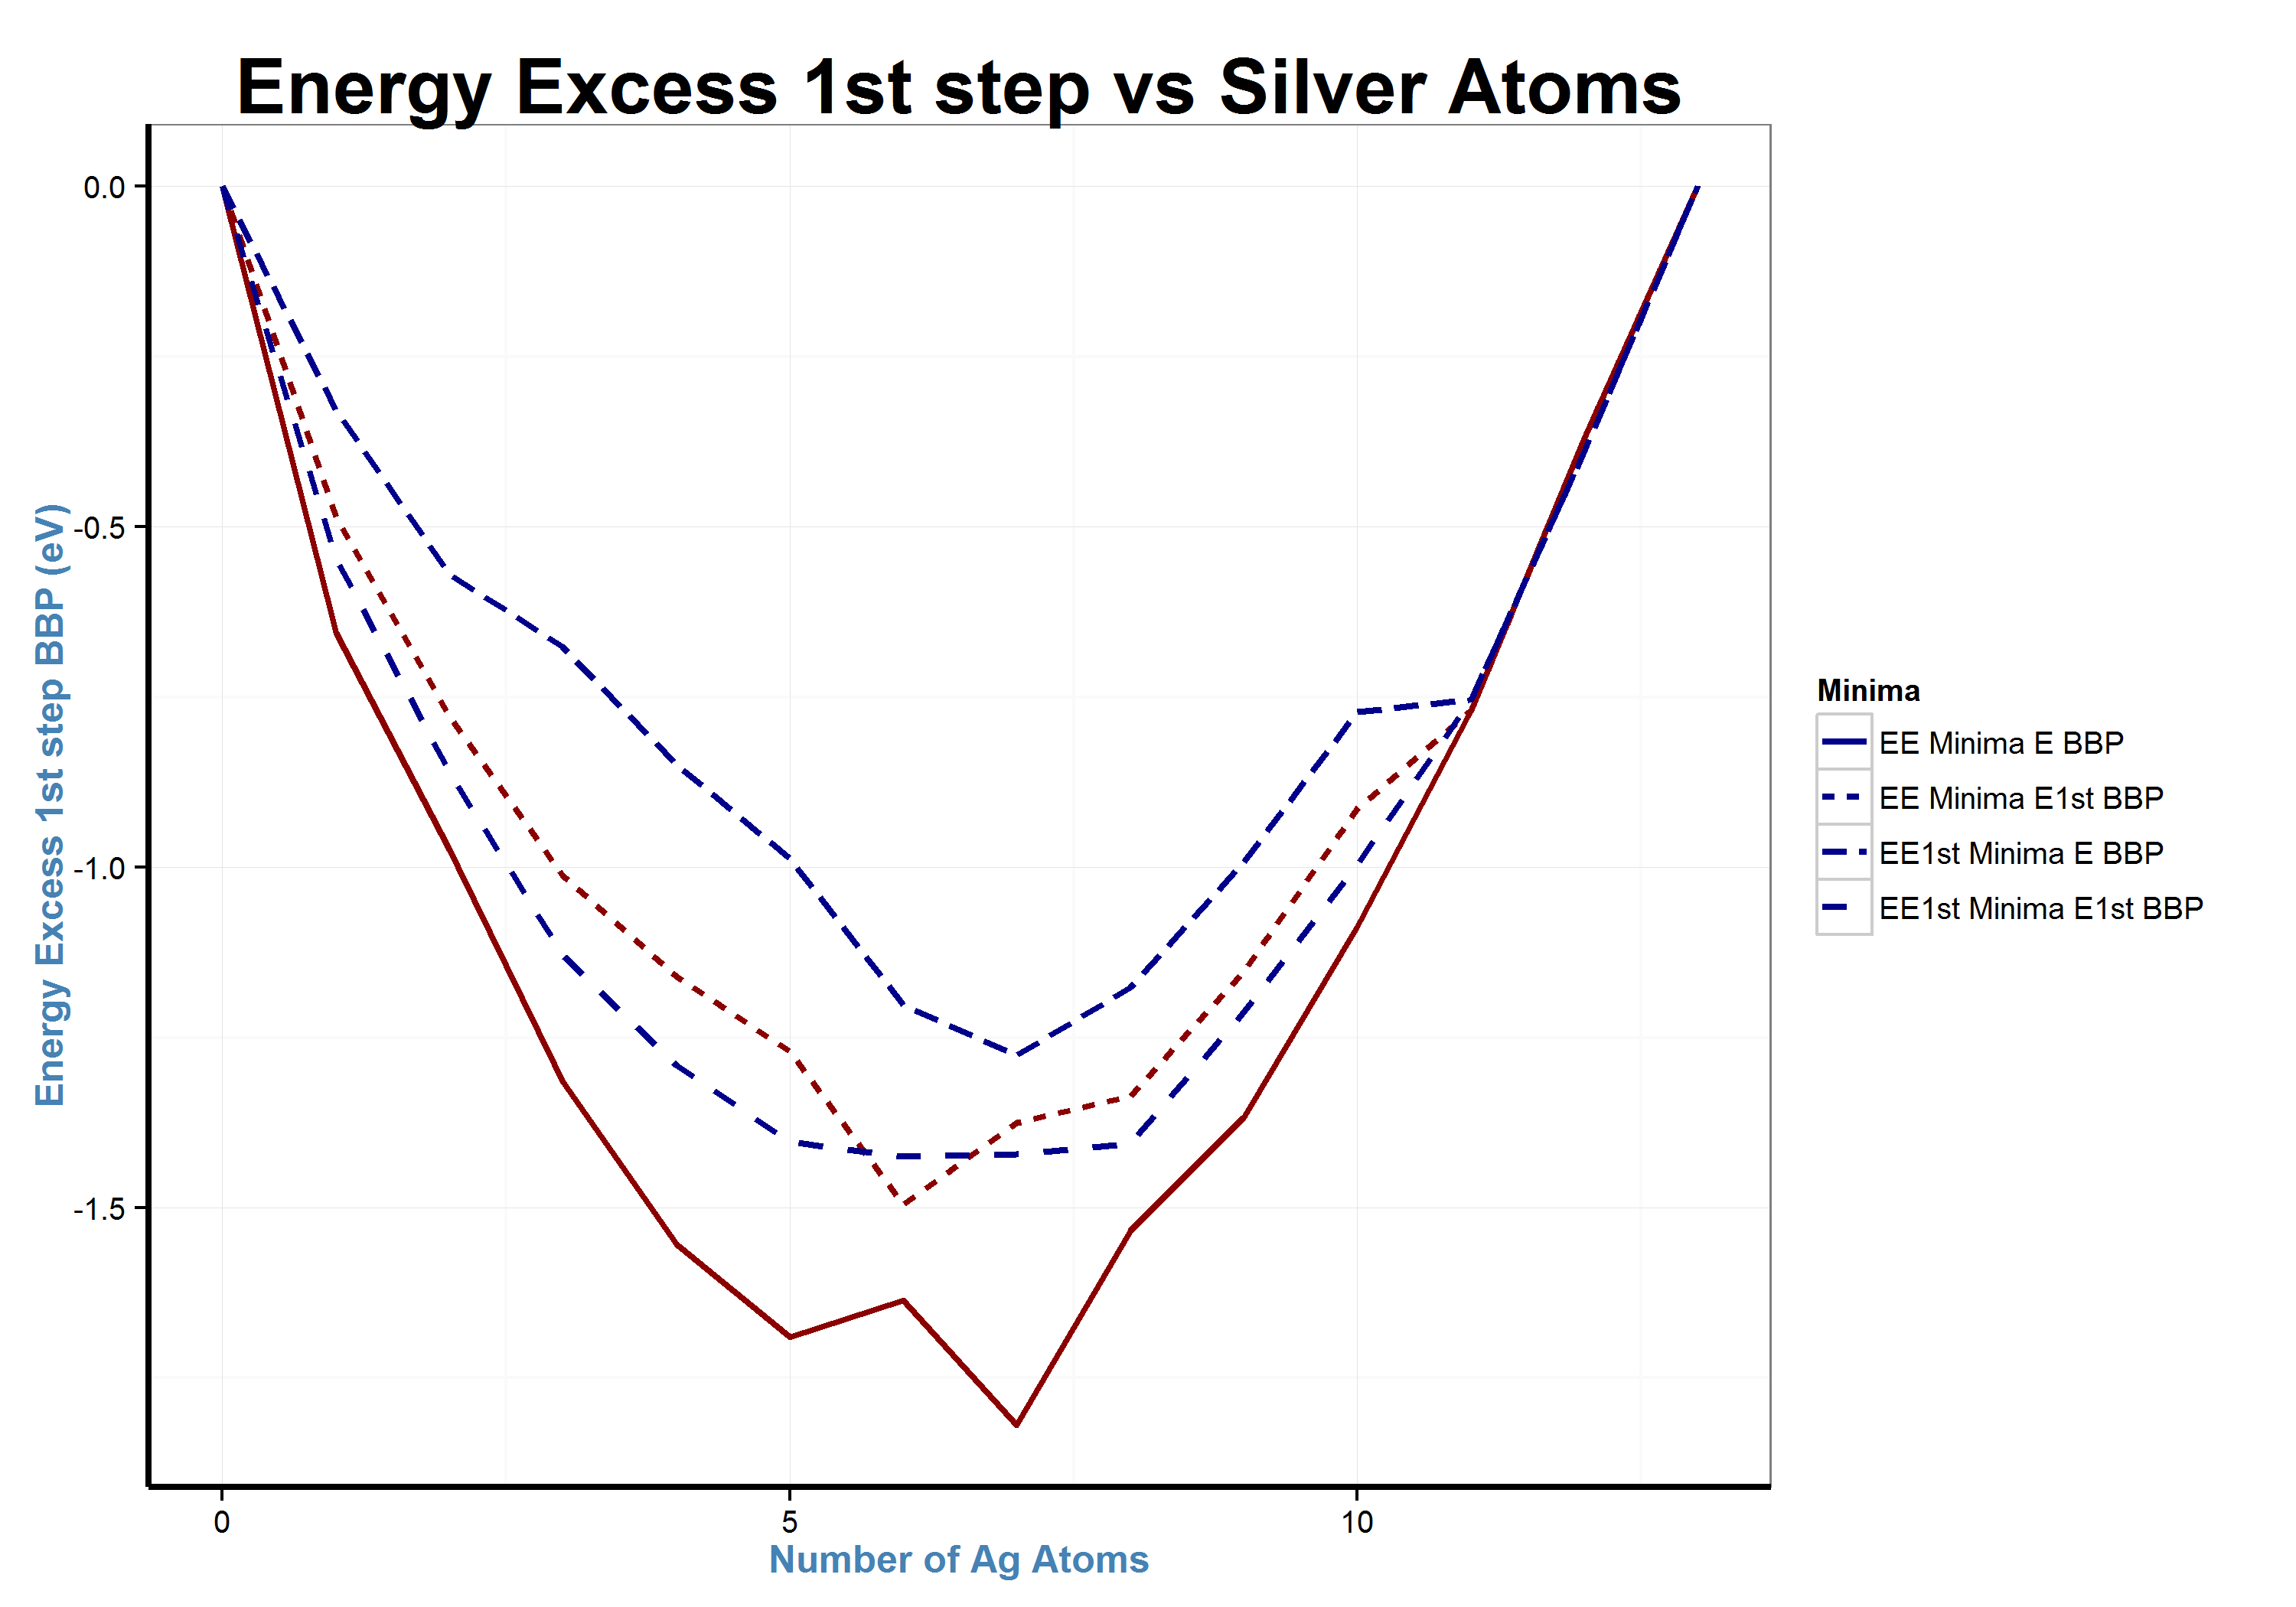 Energy Excess 1st step vs Silver Atoms
Energy Excess 1st step BBP (eV)
0.0
-0.5
-1.0
-1.5
0
5
10
Number of Ag Atoms
Minima
EE Minima E BBP
EE Minima E1st BBP
EE1st Minima E BBP
EE1st Minima E1st BBP